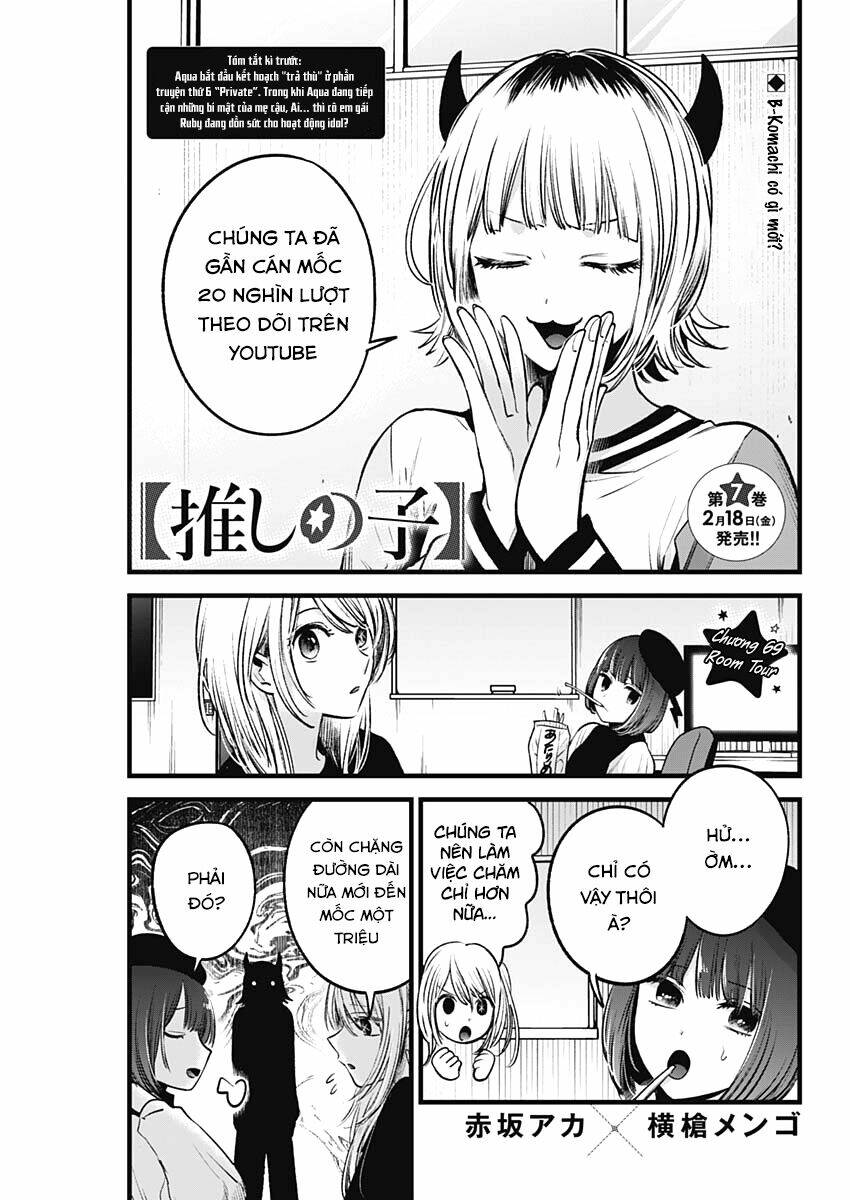 Tóm tắt kì trước:
Aqua bắt đầu kết hoạch "trả thù" ở phần
truyện thứ 6 "Private". Trong khi Aqua đang tiếp
cận những bí mật của mẹ cậu, Ai... thì cô em gái
Ruby đang dồn sức cho hoạt động idol?
◆ B-Komachi có gì mới?
CHÚNG TA ĐÃ
GẦN CÁN MỐC
20 NGHÌN LƯỢT
THEO DÕI TRÊN
YOUTUBE
【推しの子】
第7巻
2月18日(金)
発売!!
Chương 69
Room Tour
あたりめ
HỬ...
ỜM...
CHỈ CÓ
VẬY THÔI
À?
CHÚNG TA
NÊN LÀM
VIỆC CHĂM
CHỈ HƠN
NỮA...
CÒN CHẶNG
ĐƯỜNG DÀI
NỮA MỚI ĐẾN
MỐC MỘT
TRIỆU
PHẢI
ĐÓ?
赤坂アカ×横槍メンゴ